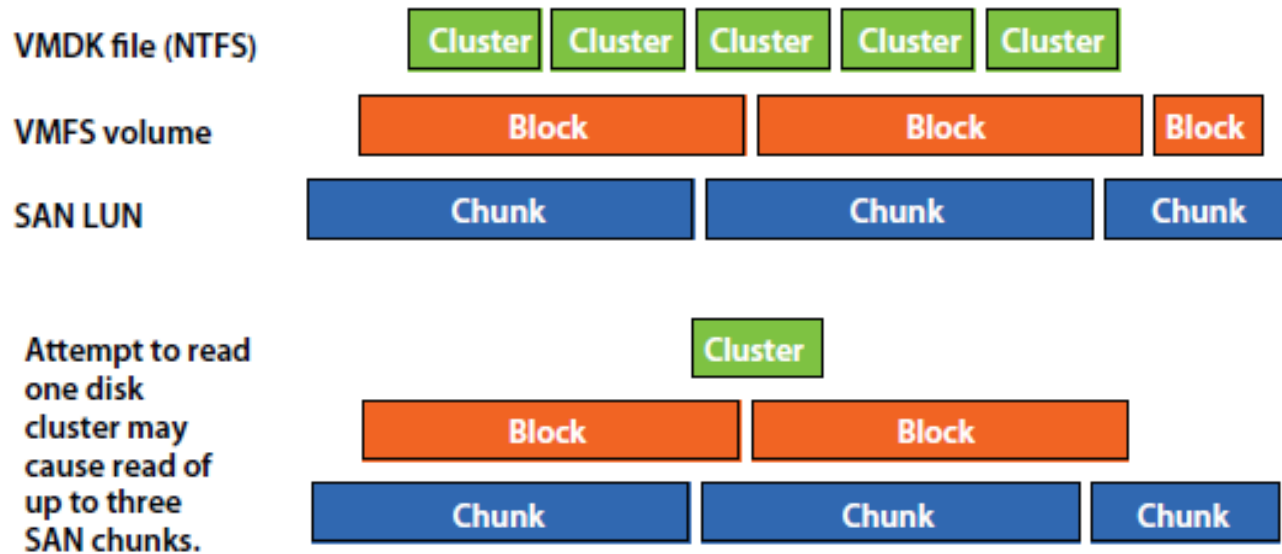 VMDK file (NTFS) Cluster Cluster Cluster Cluster Cluster
VMFS volume Block Block Block
SAN LUN Chunk Chunk Chunk
Attempt to read
one disk
cluster may
cause read of
up to three
SAN chunks.
Cluster
Block Block
Chunk Chunk Chunk